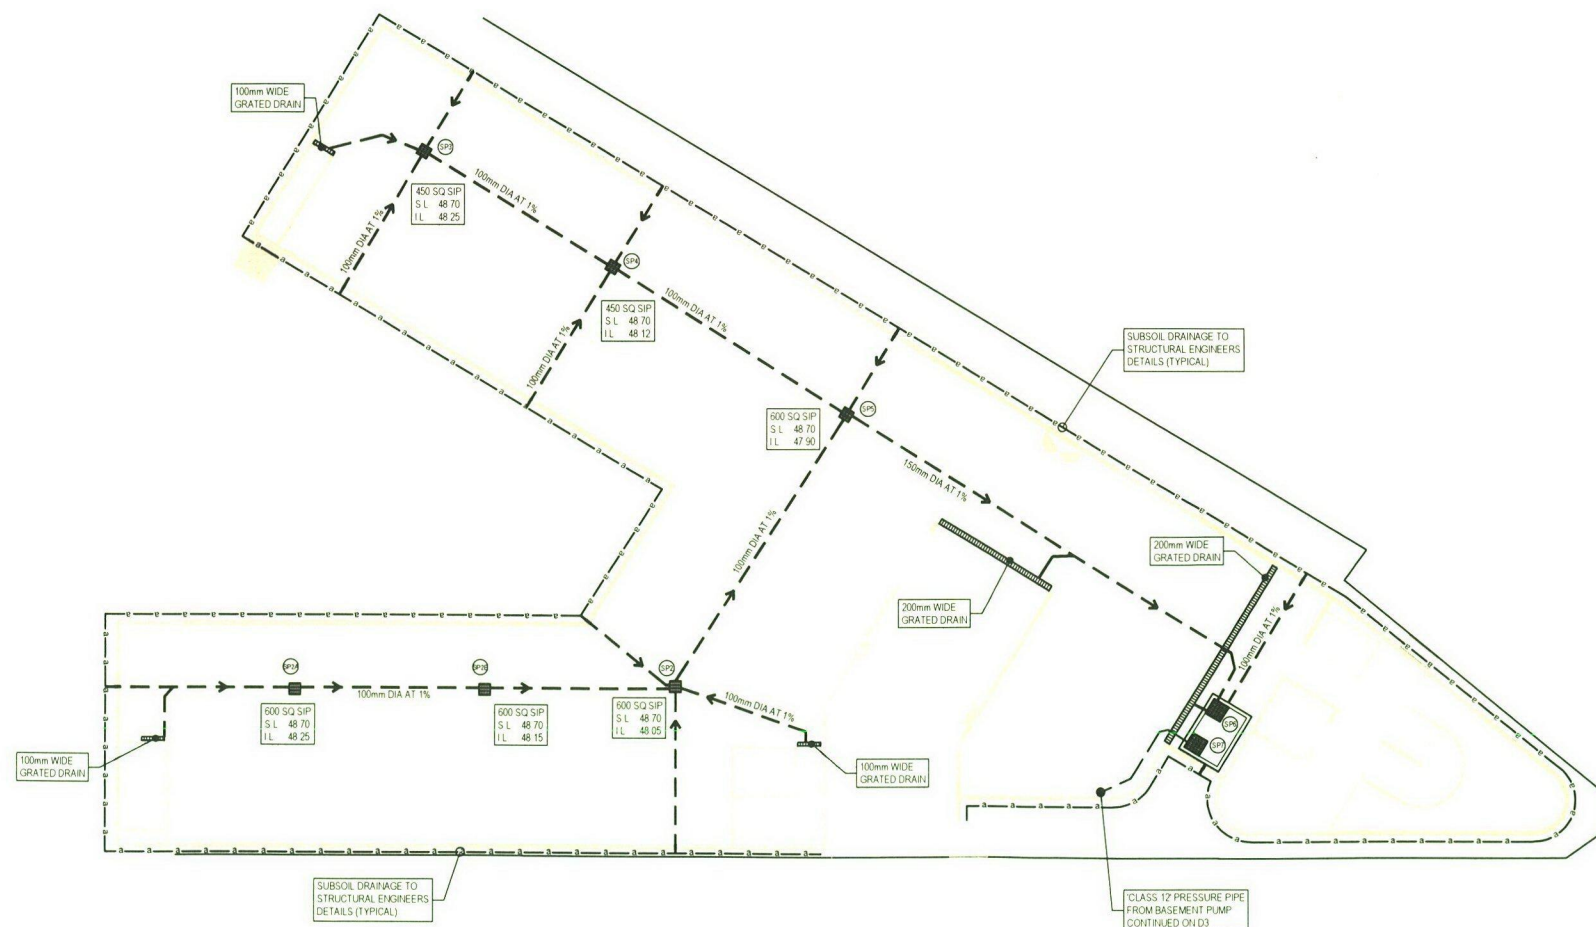 100mm WIDE
GRATED DRAIN
SP3
450 SQ SIP
S L 48 70
I L 48 25
100mm DIA AT 1%
100mm DIA AT 1%
SP4
450 SQ SIP
S L 48 70
I L 48 12
100mm DIA AT 1%
100mm DIA AT 1%
SUBSOIL DRAINAGE TO
STRUCTURAL ENGINEERS
DETAILS (TYPICAL)
SP5
600 SQ SIP
S L 48 70
I L 47 90
150mm DIA AT 1%
100mm DIA AT 1%
200mm WIDE
GRATED DRAIN
200mm WIDE
GRATED DRAIN
100mm DIA AT 1%
SP2A
600 SQ SIP
S L 48 70
I L 48 25
100mm DIA AT 1%
600 SQ SIP
S L 48 70
I L 48 15
SP2
600 SQ SIP
S L 48 70
I L 48 05
100mm DIA AT 1%
SP6
SP7
100mm WIDE
GRATED DRAIN
100mm WIDE
GRATED DRAIN
SUBSOIL DRAINAGE TO
STRUCTURAL ENGINEERS
DETAILS (TYPICAL)
'CLASS 12' PRESSURE PIPE
FROM BASEMENT PUMP
CONTINUED ON D3